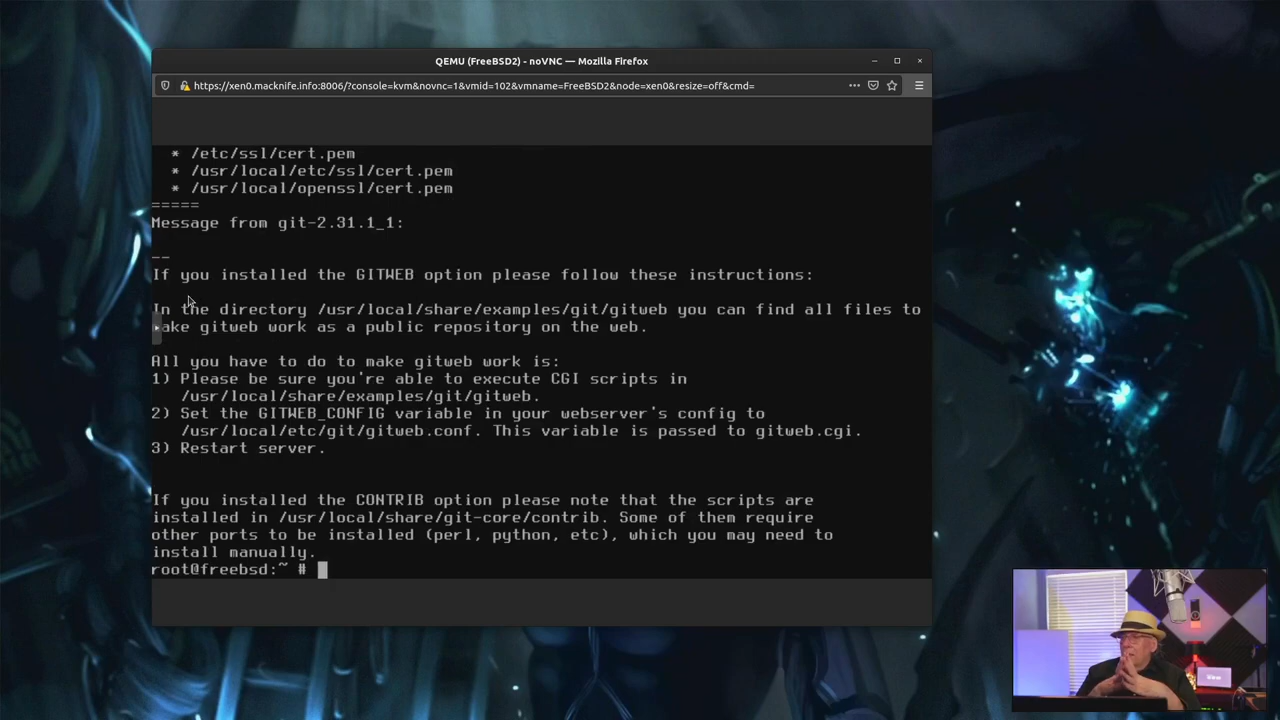 QEMU (FreeBSD2) - noVNC — Mozilla Firefox
https://xen0.macknife.info:8006/?console=kvm&novnc=1&vmid=102&vmname=FreeBSD2&node=xen0&resize=off&cmd=
* /etc/ssl/cert.pem
* /usr/local/etc/ssl/cert.pem
* /usr/local/openssl/cert.pem
=====
Message from git-2.31.1_1:
--
If you installed the GITWEB option please follow these instructions:
In the directory /usr/local/share/examples/git/gitweb you can find all files to
ake gitweb work as a public repository on the web.
All you have to do to make gitweb work is:
1) Please be sure you're able to execute CGI scripts in
/usr/local/share/examples/git/gitweb.
2) Set the GITWEB_CONFIG variable in your webserver's config to
/usr/local/etc/git/gitweb.conf. This variable is passed to gitweb.cgi.
3) Restart server.
If you installed the CONTRIB option please note that the scripts are
installed in /usr/local/share/git-core/contrib. Some of them require
other ports to be installed (perl, python, etc), which you may need to
install manually.
root@freebsd:~ #